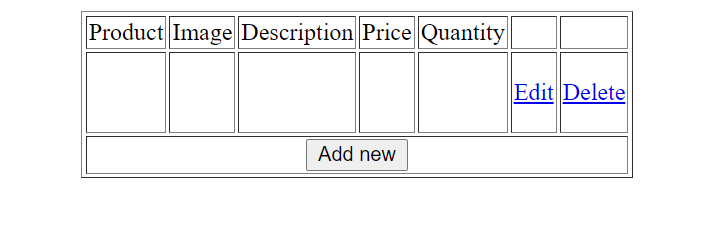 Product Image Description Price Quantity
Edit Delete
Add new